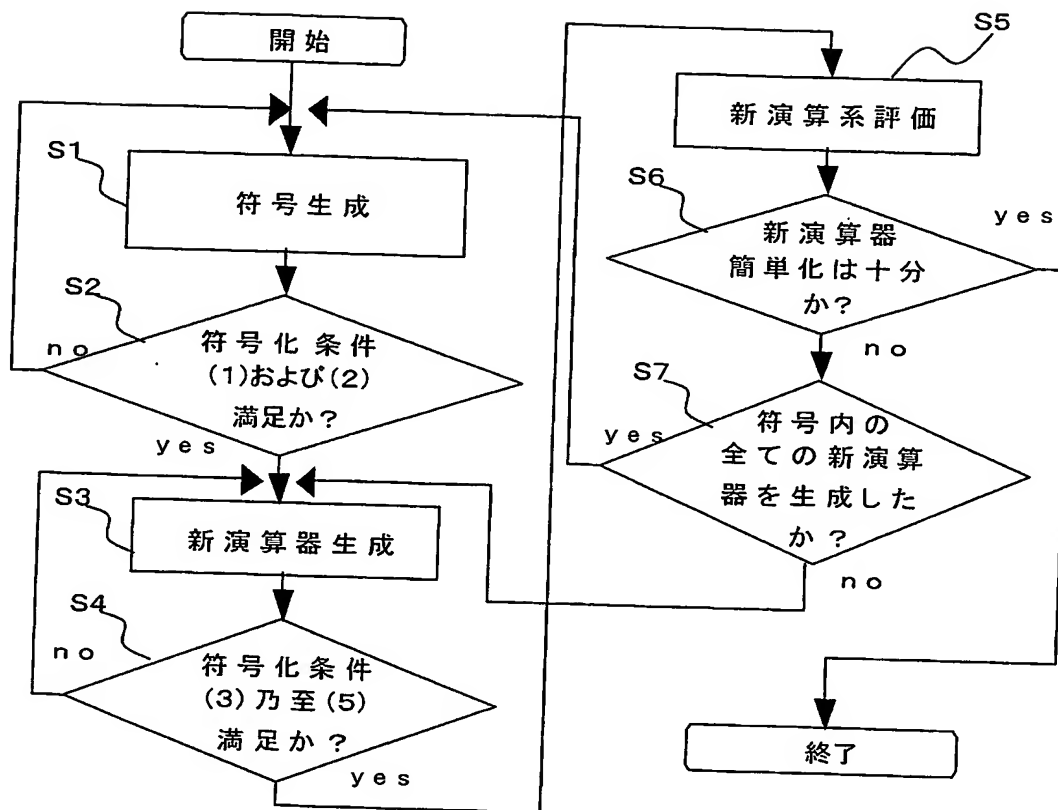 開始
S1
符号生成
S2
no
符号化条件
(1)および(2)
満足か?
yes
S3
新演算器生成
S4
no
符号化条件
(3)乃至(5)
満足か?
yes
S5
新演算系評価
S6
yes
新演算器
簡単化は十分
か?
no
S7
yes
符号内の
全ての新演算
器を生成した
か?
no
終了